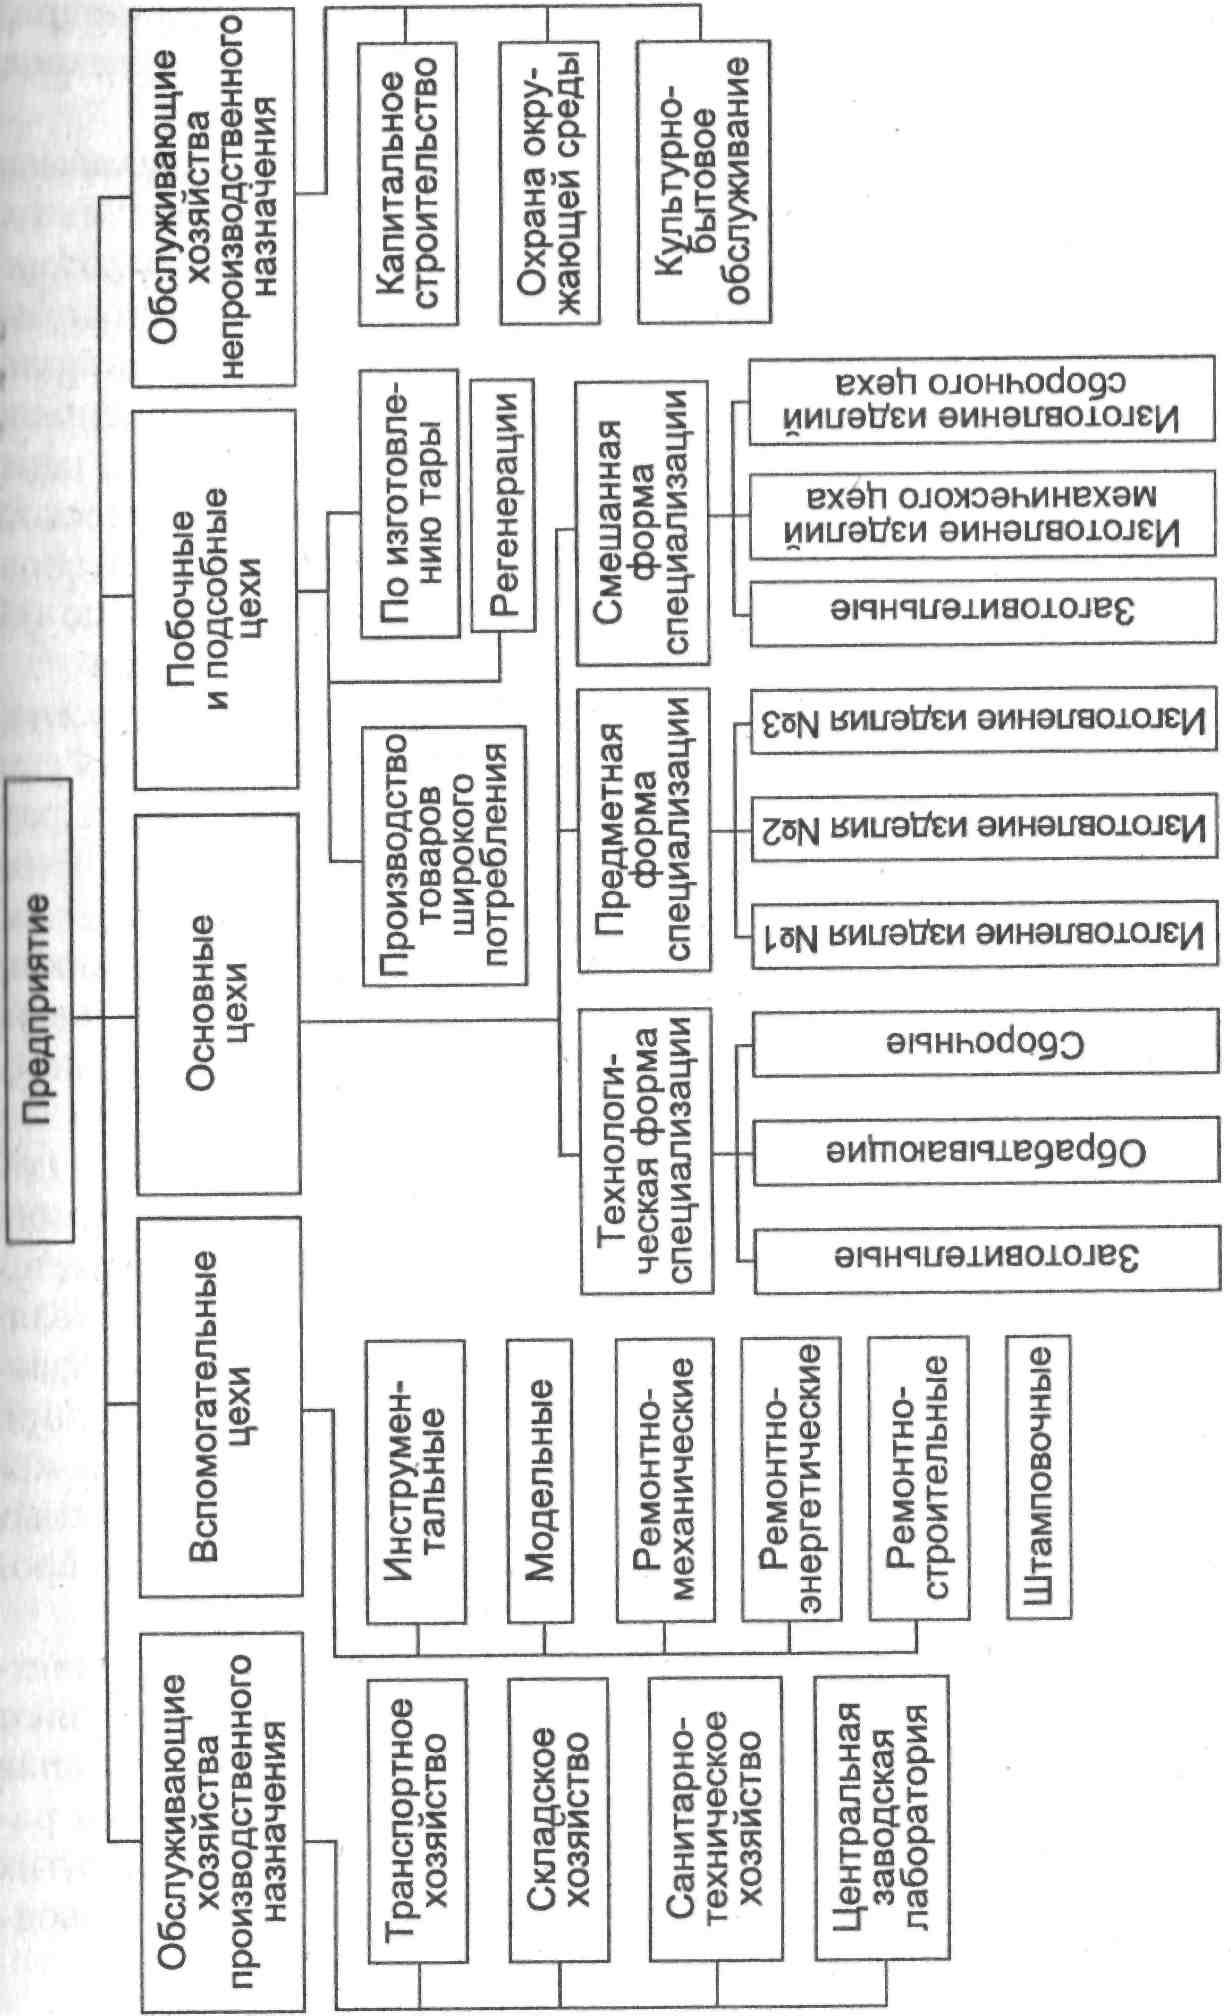 Предприятие
Обслуживающие
хозяйства
производственного
назначения
Вспомогательные
цехи
Основные
цехи
Побочные
и подсобные
цехи
Обслуживающие
хозяйства
непроизводственного
назначения
Транспортное
хозяйство
Складское
хозяйство
Санитарно-
техническое
хозяйство
Центральная
заводская
лаборатория
Инструмен-
тальные
Модельные
Ремонтно-
механические
Ремонтно-
энергетические
Ремонтно-
строительные
Штамповочные
Технологи-
ческая форма
специализации
Заготовительные
Обрабатывающие
Сборочные
Предметная
форма
специализации
Изготовление изделия №1
Изготовление изделия №2
Изготовление изделия №3
Смешанная
форма
специализации
Заготовительные
Изготовление изделий
механического цеха
Изготовление изделий
сборочного цеха
Производство
товаров
широкого
потребления
По изготовле-
нию тары
Регенерации
Капитальное
строительство
Охрана окру-
жающей среды
Культурно-
бытовое
обслуживание